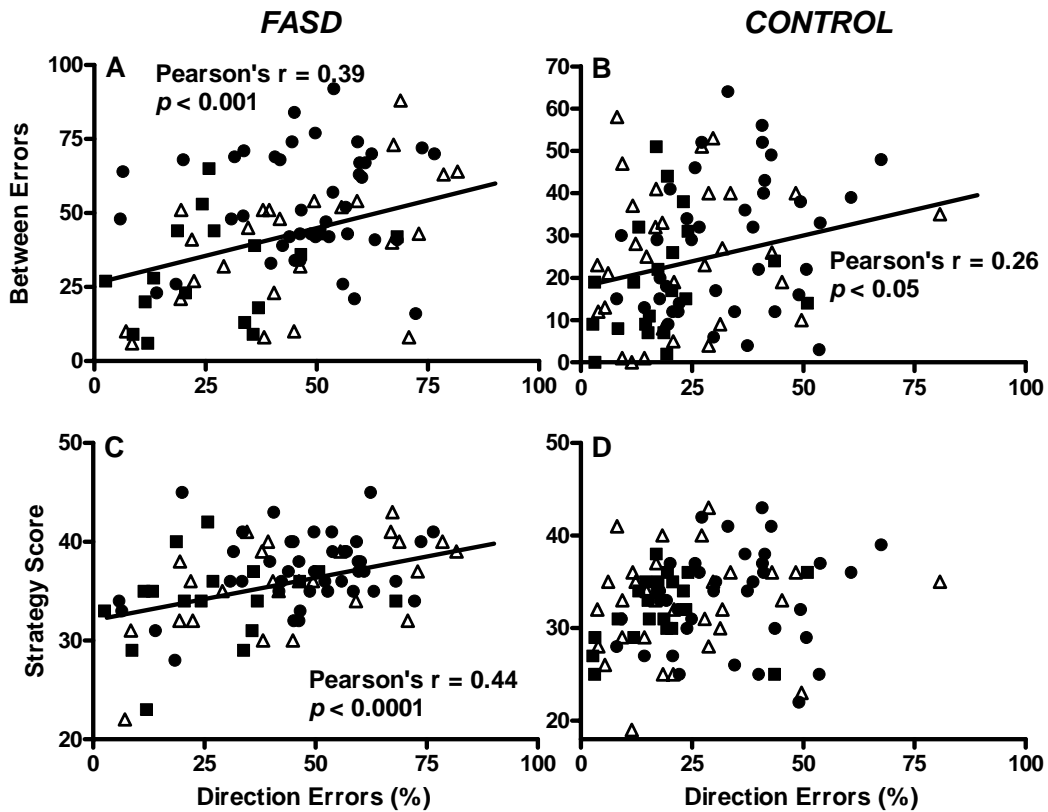 FASD
CONTROL
A
Pearson's r = 0.39
p < 0.001
Between Errors
100
75
50
25
0
0 25 50 75 100
B
Pearson's r = 0.26
p < 0.05
70
60
50
40
30
20
10
0
0 25 50 75 100
C
Pearson's r = 0.44
p < 0.0001
Strategy Score
50
40
30
20
0 25 50 75 100
Direction Errors (%)
D
50
40
30
20
0 25 50 75 100
Direction Errors (%)